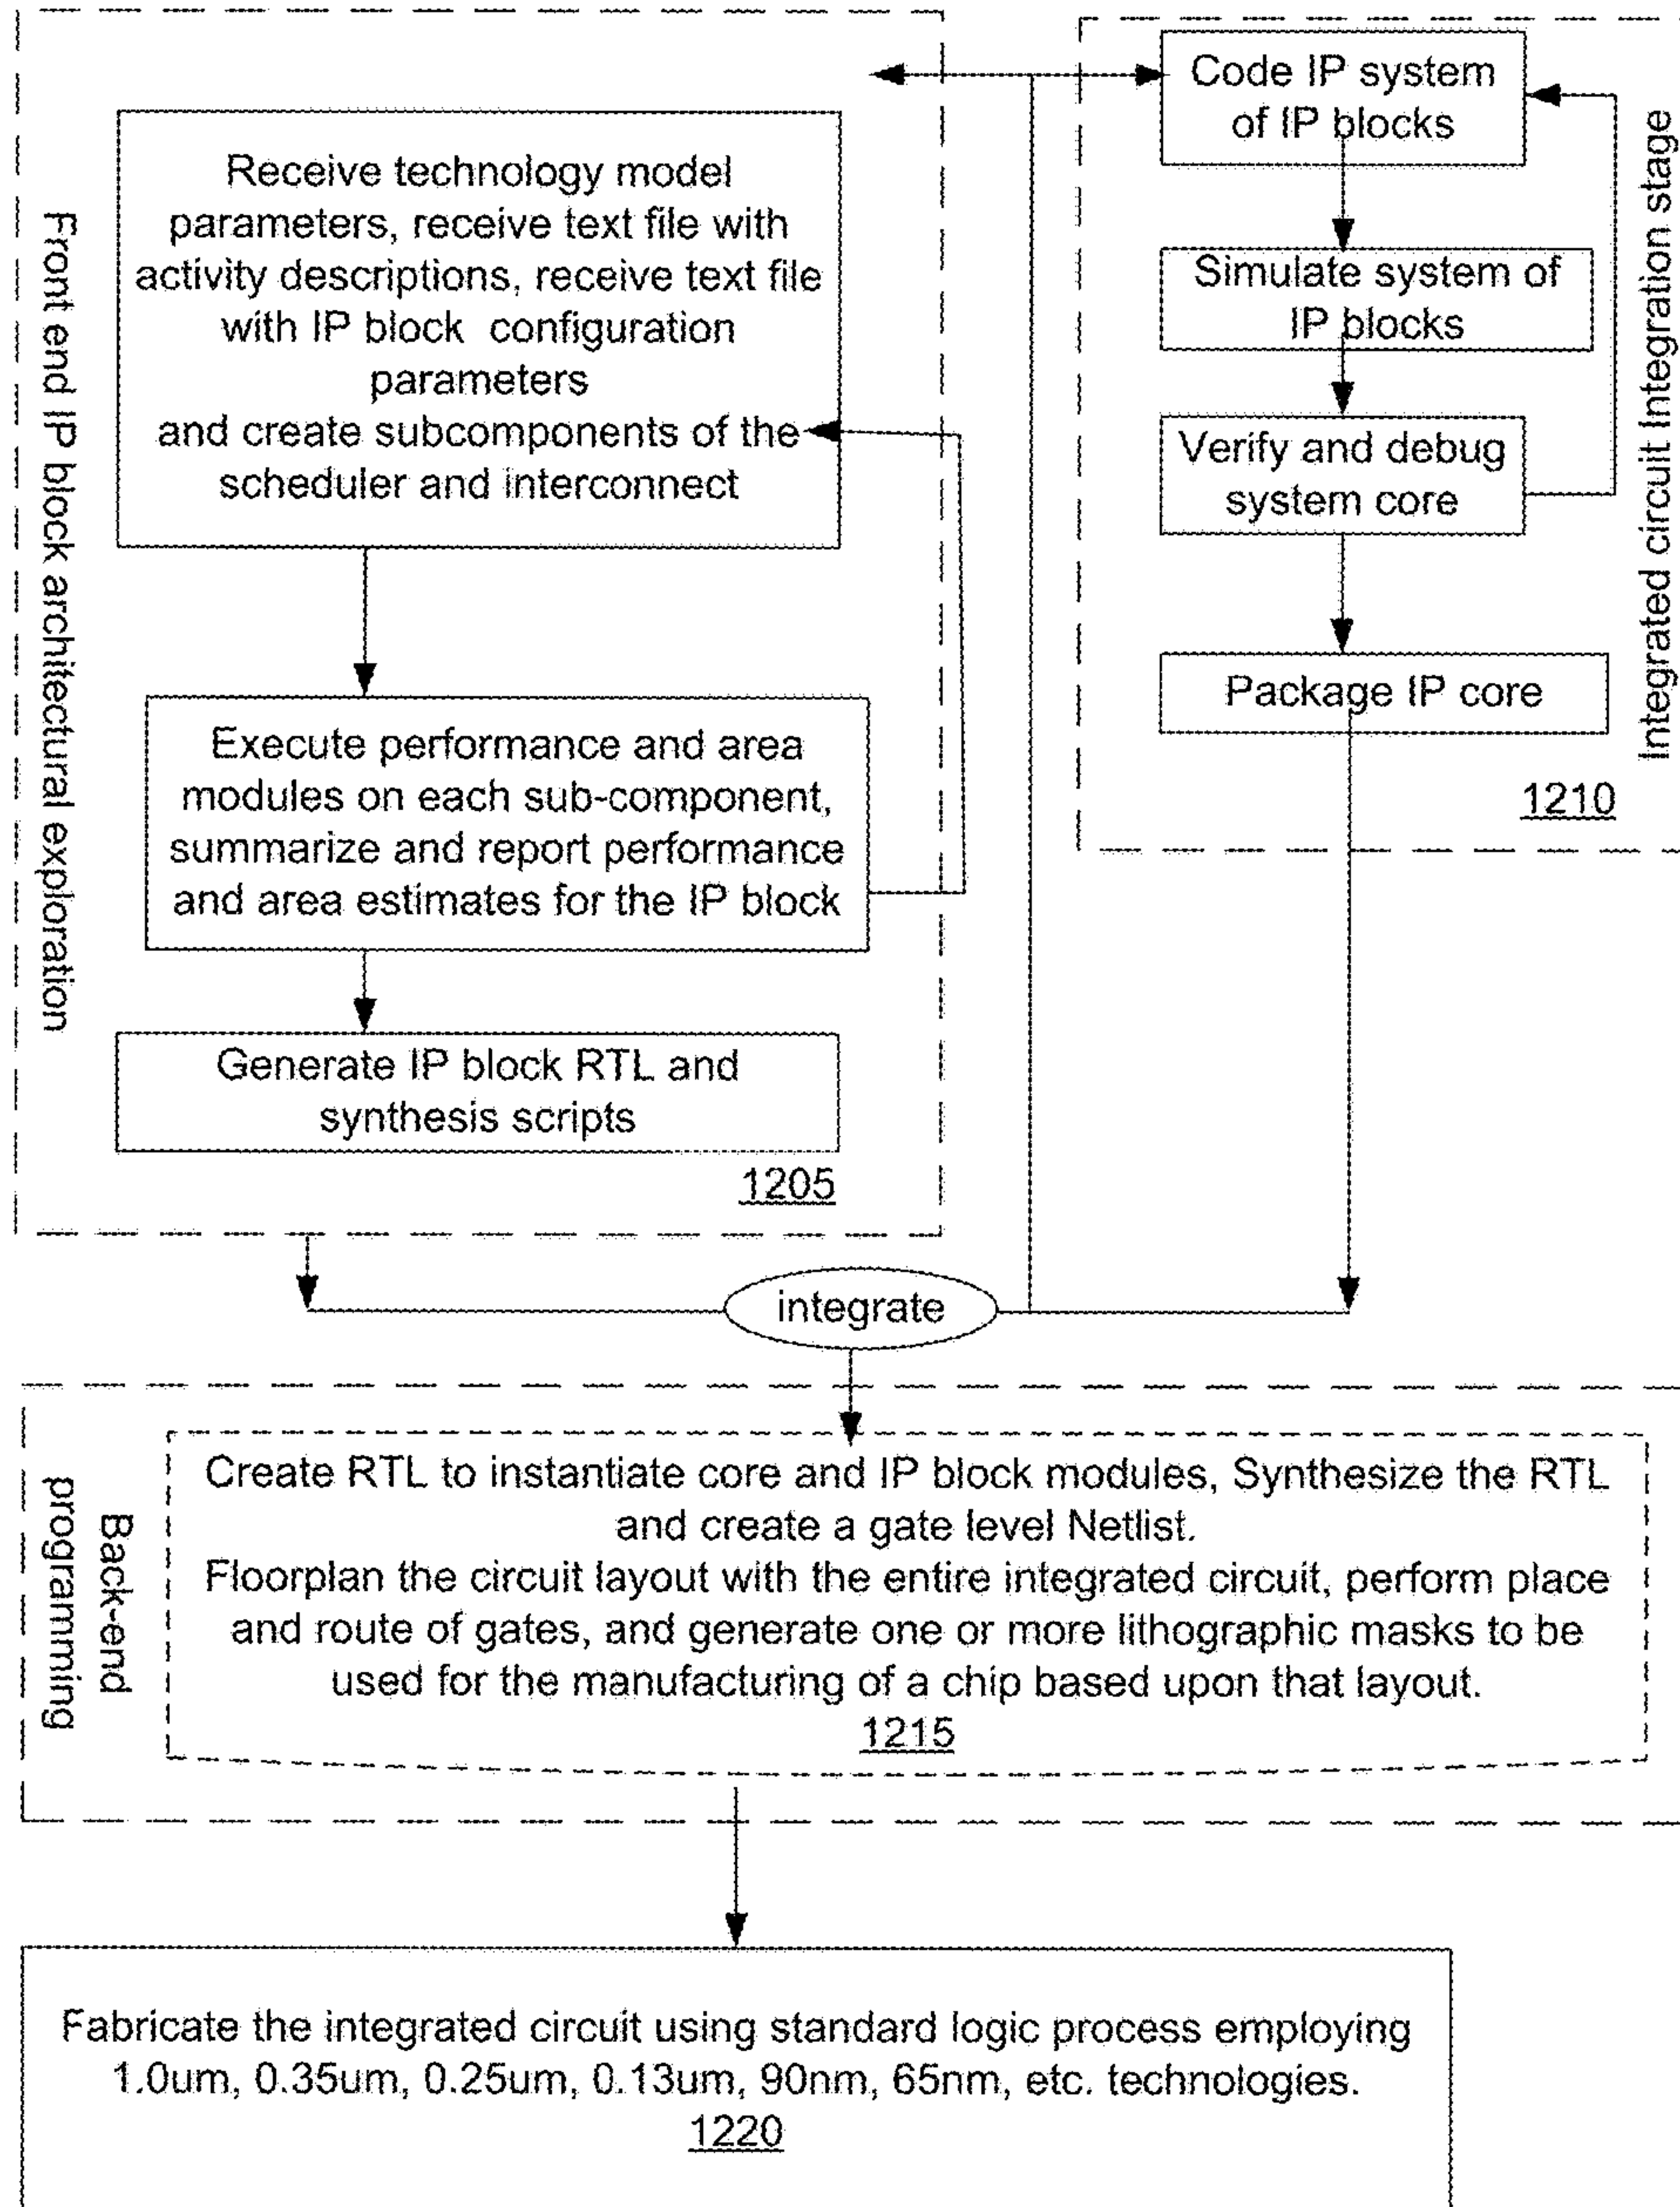 Front end IP block architectural exploration
Receive technology model
parameters, receive text file with
activity descriptions, receive text file
with IP block configuration
parameters
and create subcomponents of the
scheduler and interconnect
Execute performance and area
modules on each sub-component,
summarize and report performance
and area estimates for the IP block
Generate IP block RTL and
synthesis scripts
1205
Code IP system
of IP blocks
Simulate system of
IP blocks
Verify and debug
system core
Package IP core
1210
Integrated circuit Integration stage
integrate
Back-end
programming
Create RTL to instantiate core and IP block modules, Synthesize the RTL
and create a gate level Netlist.
Floorplan the circuit layout with the entire integrated circuit, perform place
and route of gates, and generate one or more lithographic masks to be
used for the manufacturing of a chip based upon that layout.
1215
Fabricate the integrated circuit using standard logic process employing
1.0um, 0.35um, 0.25um, 0.13um, 90nm, 65nm, etc. technologies.
1220